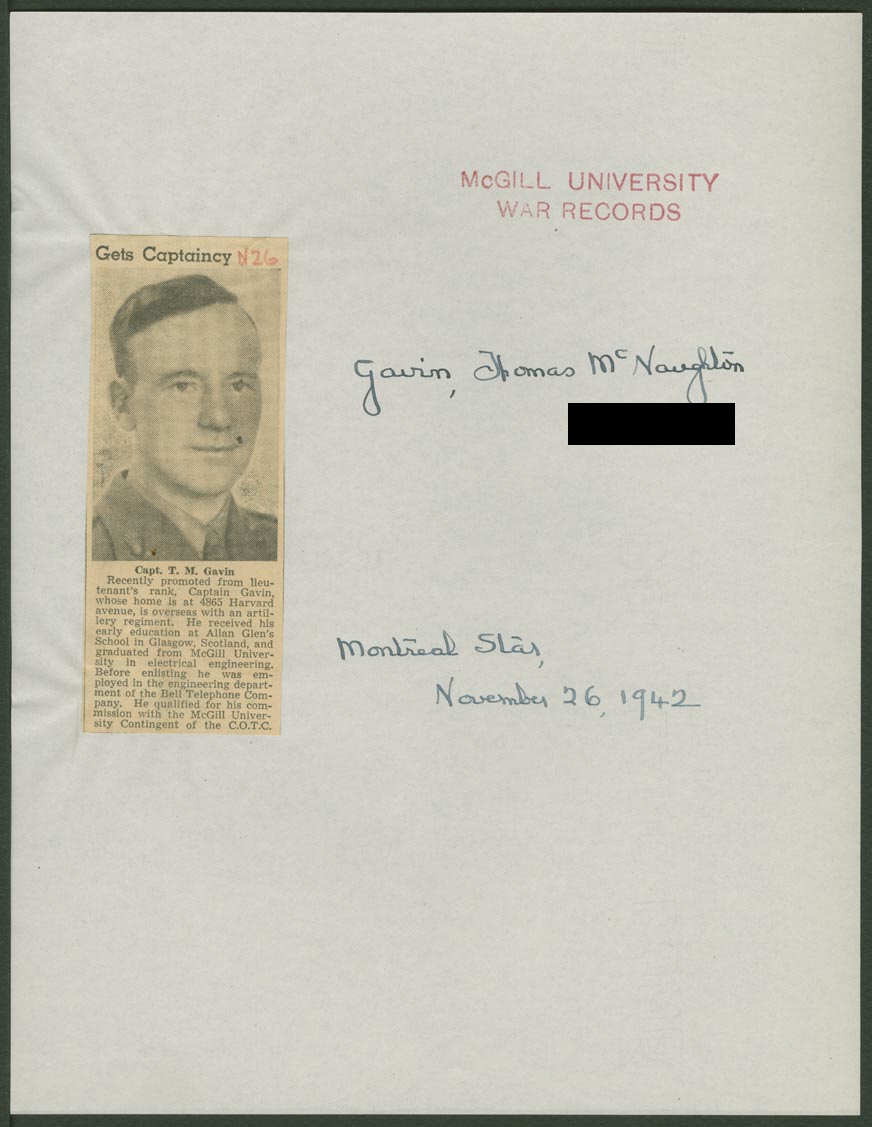 McGILL UNIVERSITY
WAR RECORDS
Gets Captaincy N26
Gavin, Thomas McNaughton
Capt. T. M. Gavin
Recently promoted from lieu-
tenant's rank, Captain Gavin,
whose home is at 4865 Harvard
avenue, is overseas with an artil-
lery regiment. He received his
early education at Allan Glen's
School in Glasgow, Scotland, and
graduated from McGill Univer-
sity in electrical engineering.
Before enlisting he was em-
ployed in the engineering depart-
ment of the Bell Telephone Com-
pany. He qualified for his com-
mission with the McGill Univer-
sity Contingent of the C.O.T.C.
Montreal Star,
November 26, 1942